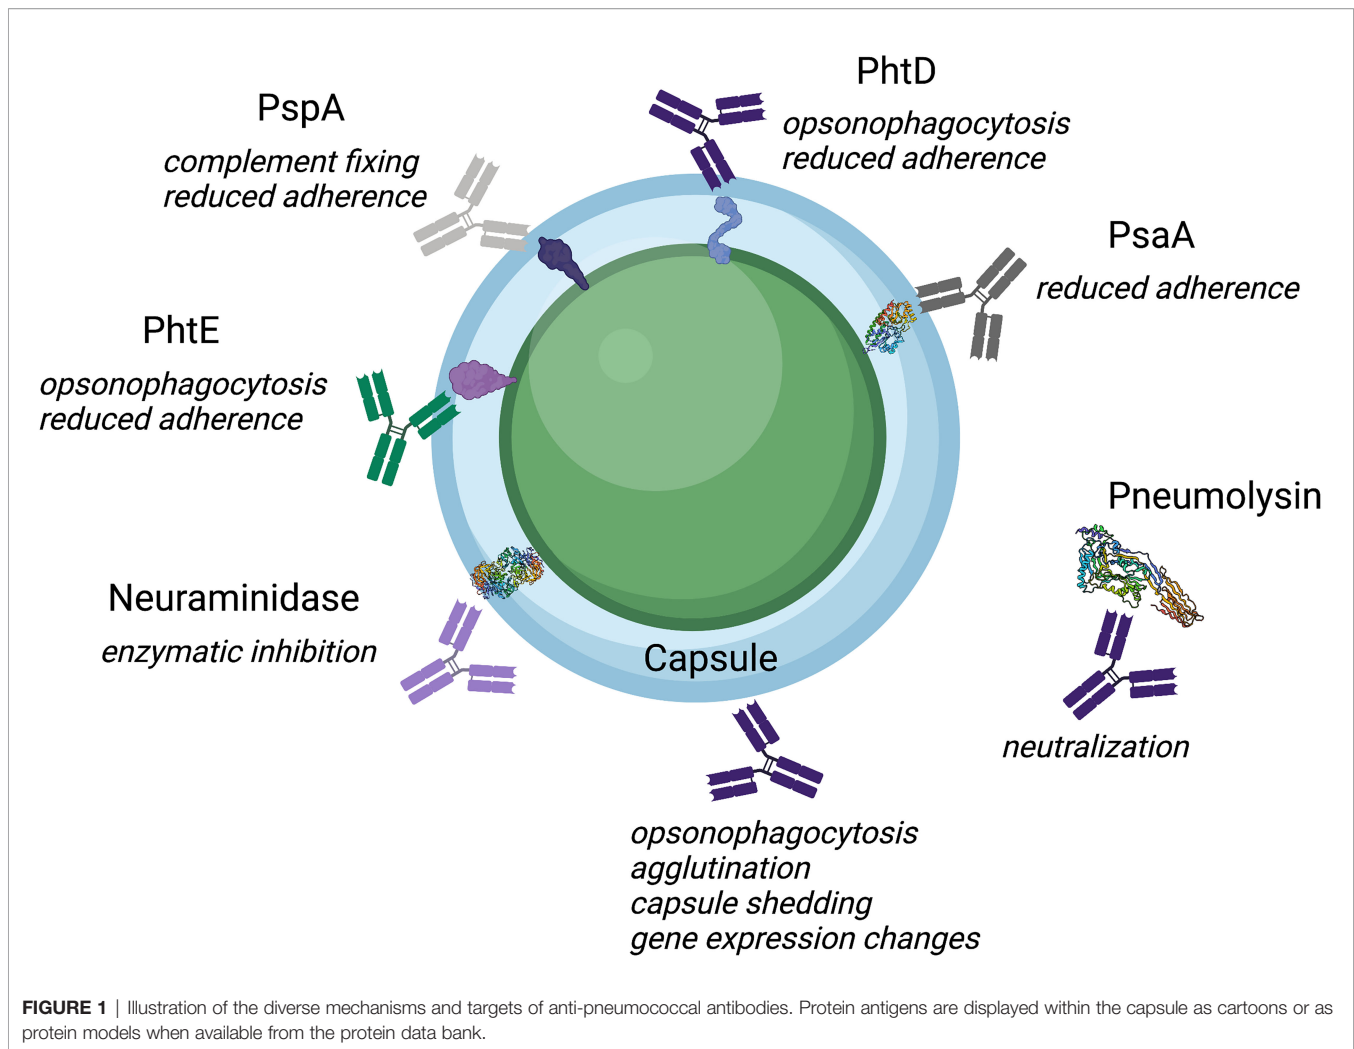 PspA
complement fixing
reduced adherence
PhtD
opsonophagocytosis
reduced adherence
PsaA
reduced adherence
PhtE
opsonophagocytosis
reduced adherence
Pneumolysin
neutralization
Neuraminidase
enzymatic inhibition
Capsule
opsonophagocytosis
agglutination
capsule shedding
gene expression changes
FIGURE 1 | Illustration of the diverse mechanisms and targets of anti-pneumococcal antibodies. Protein antigens are displayed within the capsule as cartoons or as
protein models when available from the protein data bank.